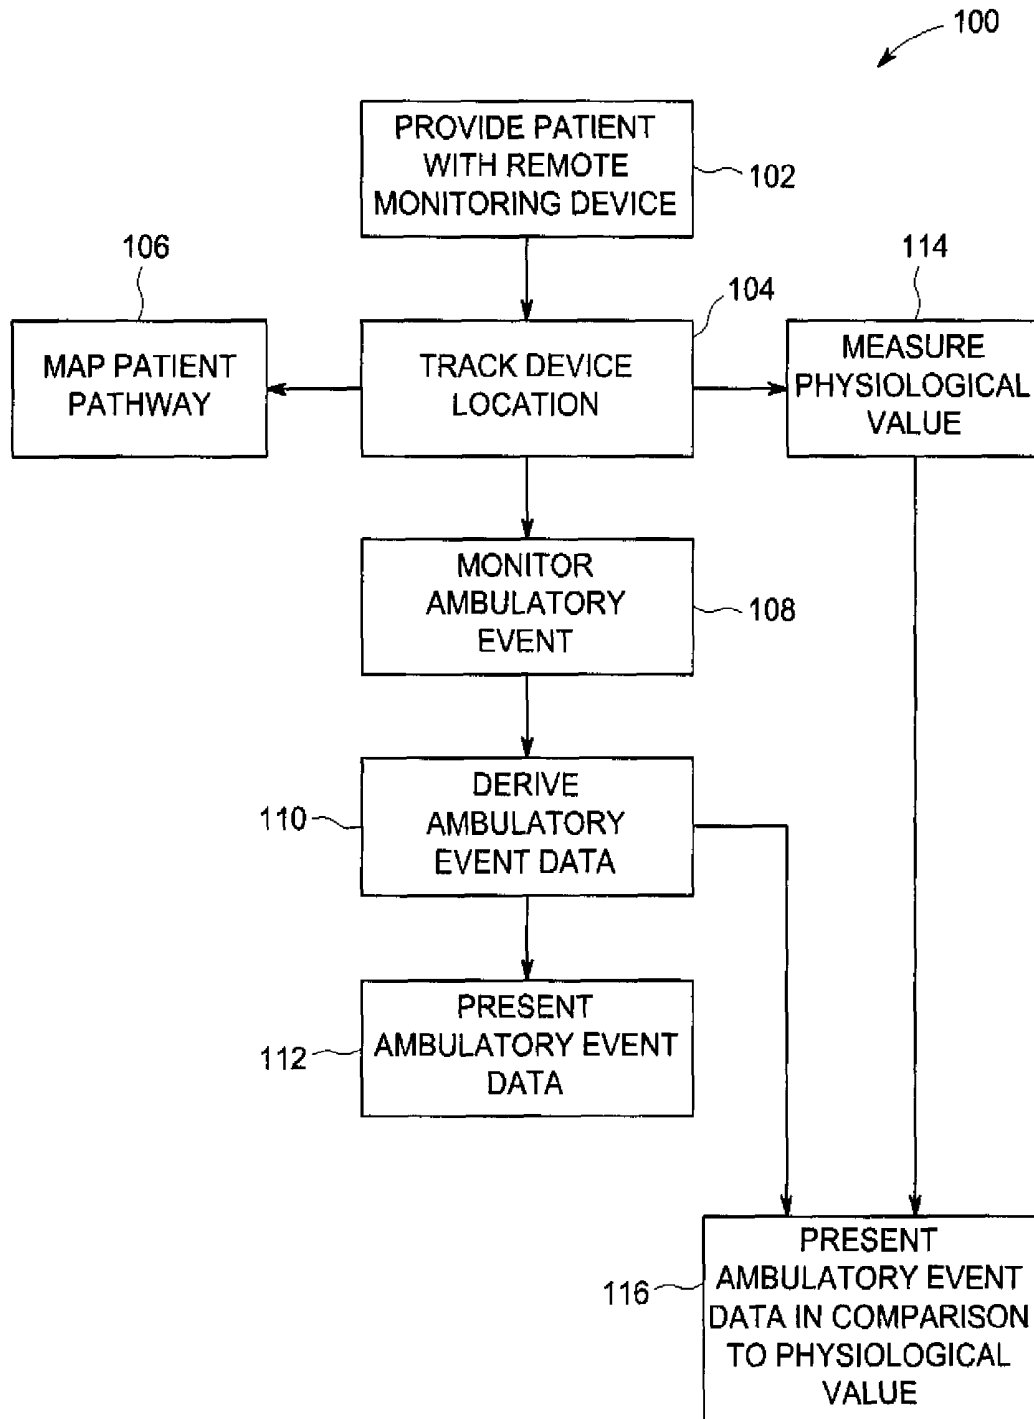 100
PROVIDE PATIENT
WITH REMOTE
MONITORING DEVICE
102
106
104
114
MAP PATIENT
PATHWAY
TRACK DEVICE
LOCATION
MEASURE
PHYSIOLOGICAL
VALUE
MONITOR
AMBULATORY
EVENT
108
110
DERIVE
AMBULATORY
EVENT DATA
112
PRESENT
AMBULATORY EVENT
DATA
116
PRESENT
AMBULATORY EVENT
DATA IN COMPARISON
TO PHYSIOLOGICAL
VALUE